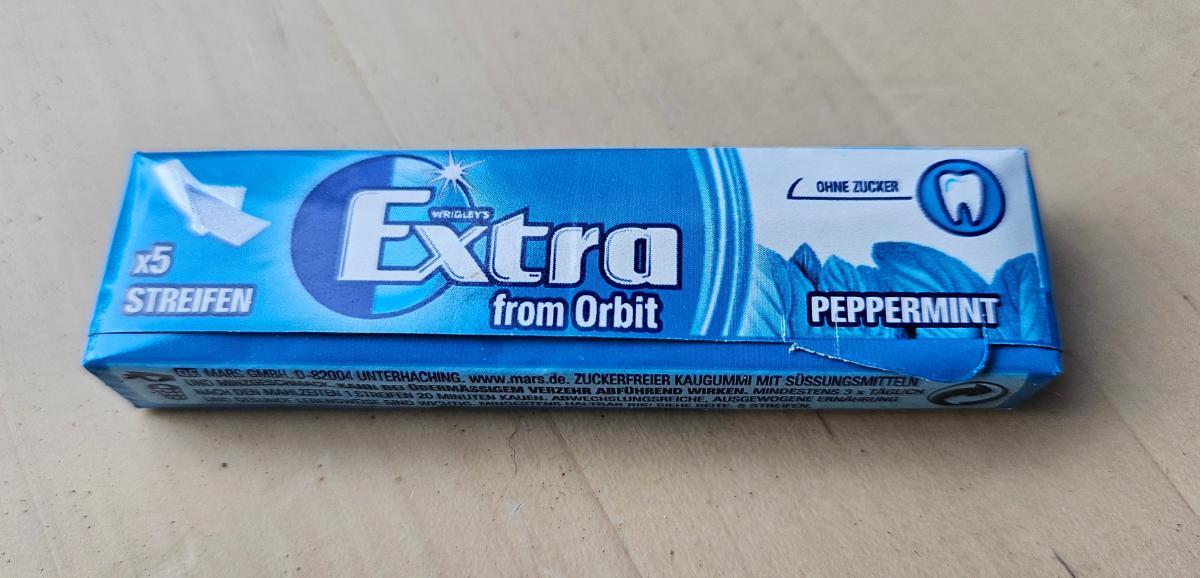 x5
STREIFEN
WRIGLEY'S
Extra
from Orbit
OHNE ZUCKER
PEPPERMINT
DE MARS GMBH, D-82004 UNTERHACHING. www.mars.de. ZUCKERFREIER KAUGUMMI MIT SÜSSUNGSMITTELN
UND MINZGESCHMACK. KANN BEI ÜBERMÄSSIGEM VERZEHR ABFÜHREND WIRKEN. MINDESTENS 3 x TÄGLICH
NACH DEN MAHLZEITEN 1 STREIFEN 20 MINUTEN KAUEN. ABWECHSLUNGSREICHE, AUSGEWOGENE ERNÄHRUNG
SIND WICHTIG. MINDESTENS HALTBAR BIS: SIEHE SEITE. 5 STREIFEN.